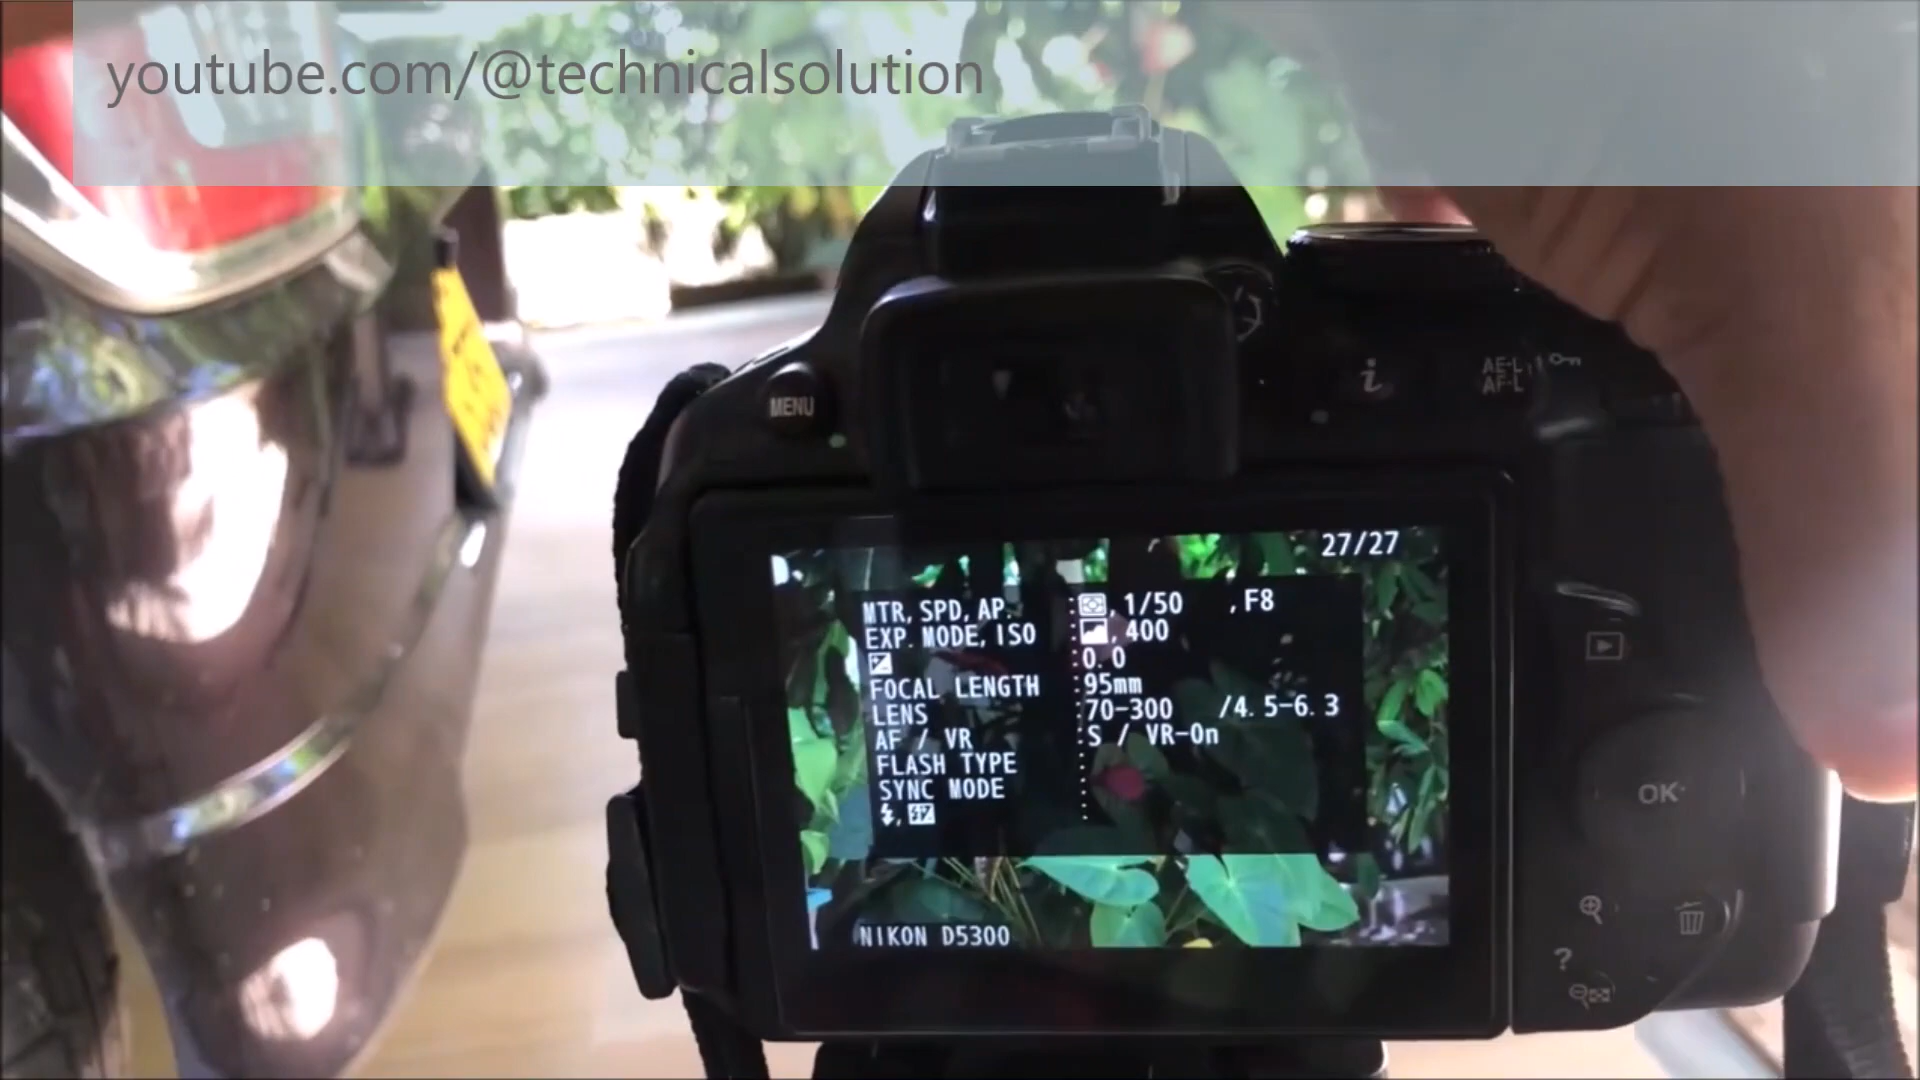 youtube.com/@technicalsolution
MENU
i
AE-L
AF-L
27/27
MTR, SPD, AP. : , 1/50 , F8
EXP. MODE, ISO : , 400
: 0.0
FOCAL LENGTH : 95mm
LENS : 70-300 /4.5-6.3
AF / VR : S / VR-On
FLASH TYPE :
SYNC MODE :
NIKON D5300
OK
?